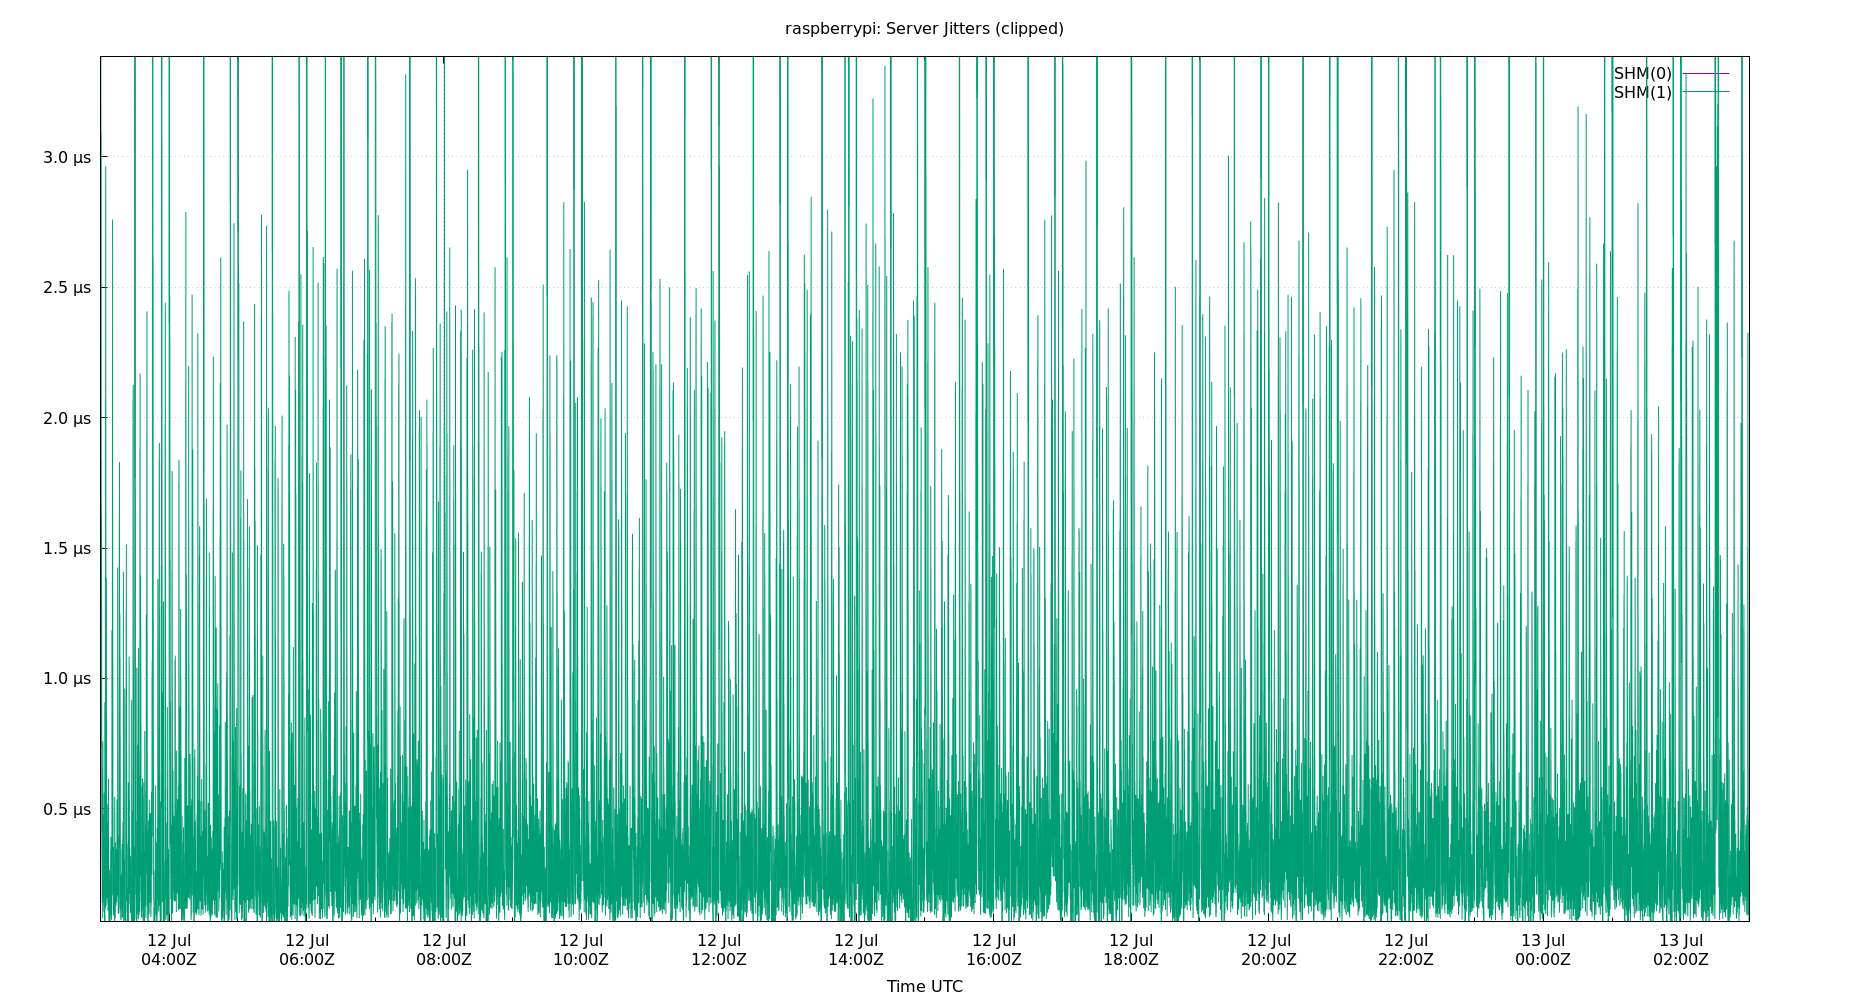 raspberrypi: Server Jitters (clipped)
SHM(0)
SHM(1)
3.0 µs
2.5 µs
2.0 µs
1.5 µs
1.0 µs
0.5 µs
12 Jul 12 Jul 12 Jul 12 Jul 12 Jul 12 Jul 12 Jul 12 Jul 12 Jul 12 Jul 13 Jul 13 Jul
04:00Z 06:00Z 08:00Z 10:00Z 12:00Z 14:00Z 16:00Z 18:00Z 20:00Z 22:00Z 00:00Z 02:00Z
Time UTC